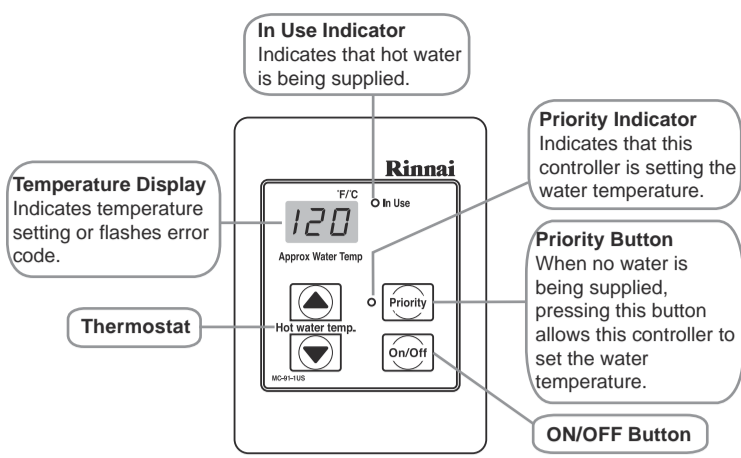 In Use Indicator
Indicates that hot water
is being supplied.
Priority Indicator
Indicates that this
controller is setting the
water temperature.
Rinnai
Temperature Display
Indicates temperature
setting or flashes error
code.
°F/°C
120
In Use
Approx Water Temp
Priority Button
When no water is
being supplied,
pressing this button
allows this controller to
set the water
temperature.
Priority
Thermostat
Hot water temp.
On/Off
MC-91-1US
ON/OFF Button